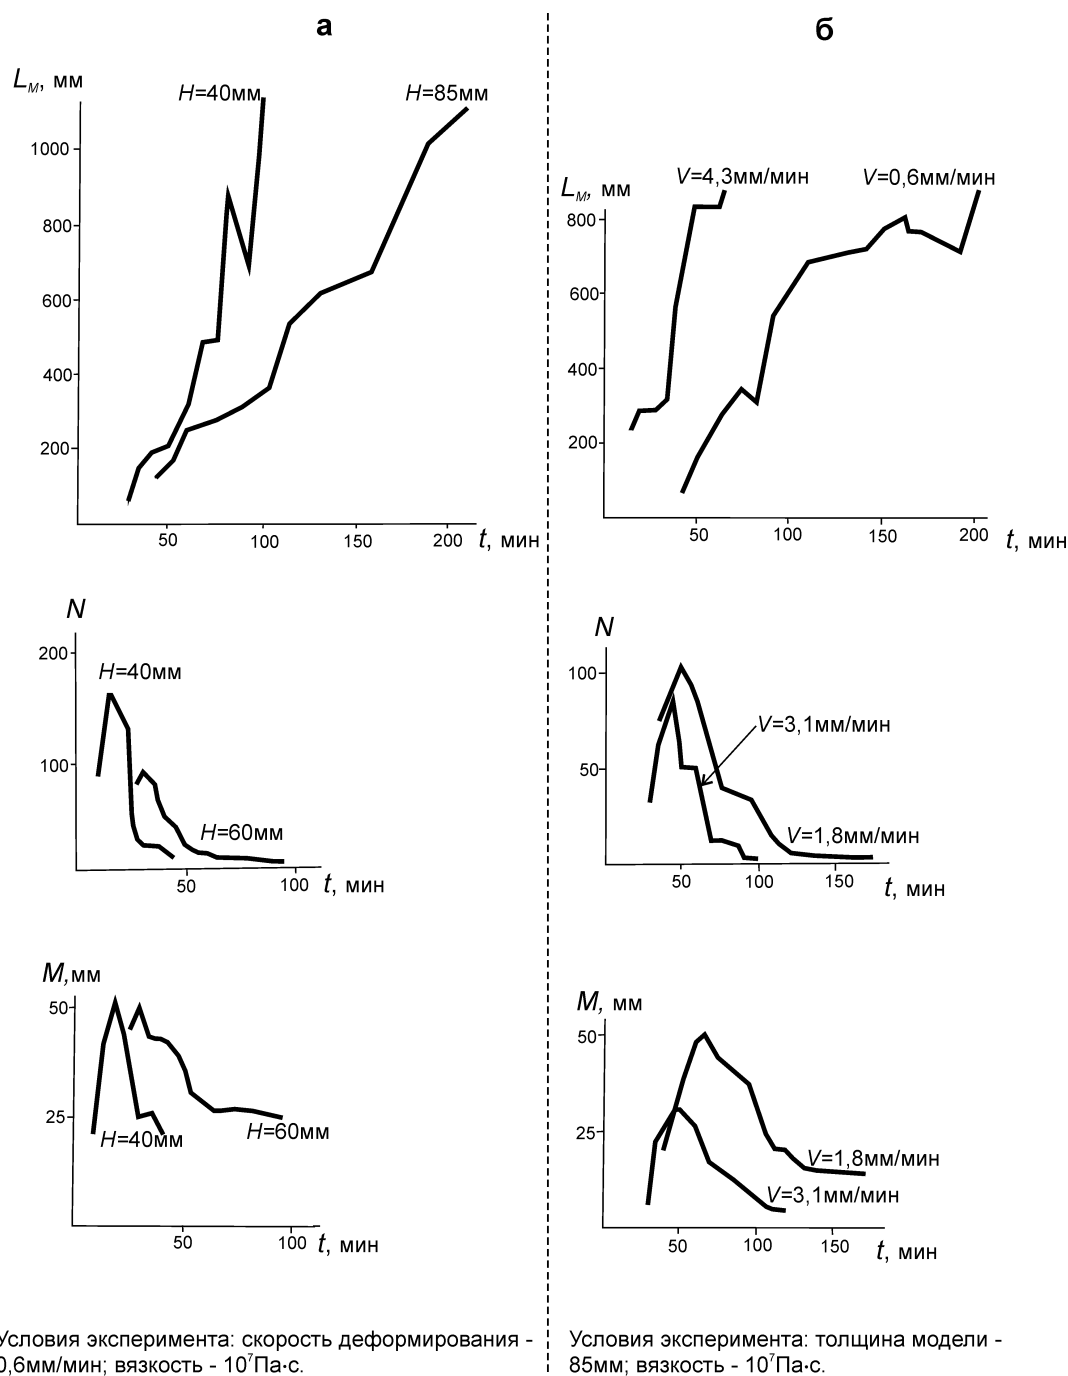 а
L_M, мм
H=40мм
H=85мм
1000
800
600
400
200
50
100
150
200
t, мин
N
200
H=40мм
100
H=60мм
50
100
t, мин
M,мм
50
25
H=40мм
H=60мм
50
100
t, мин
Условия эксперимента: скорость деформирования -
0,6мм/мин; вязкость - 10⁷Па·с.
б
V=4,3мм/мин
V=0,6мм/мин
L_M, мм
800
600
400
200
50
100
150
200
t, мин
N
100
V=3,1мм/мин
50
V=1,8мм/мин
50
100
150
t, мин
M, мм
50
25
V=1,8мм/мин
V=3,1мм/мин
50
100
150
t, мин
Условия эксперимента: толщина модели -
85мм; вязкость - 10⁷Па·с.